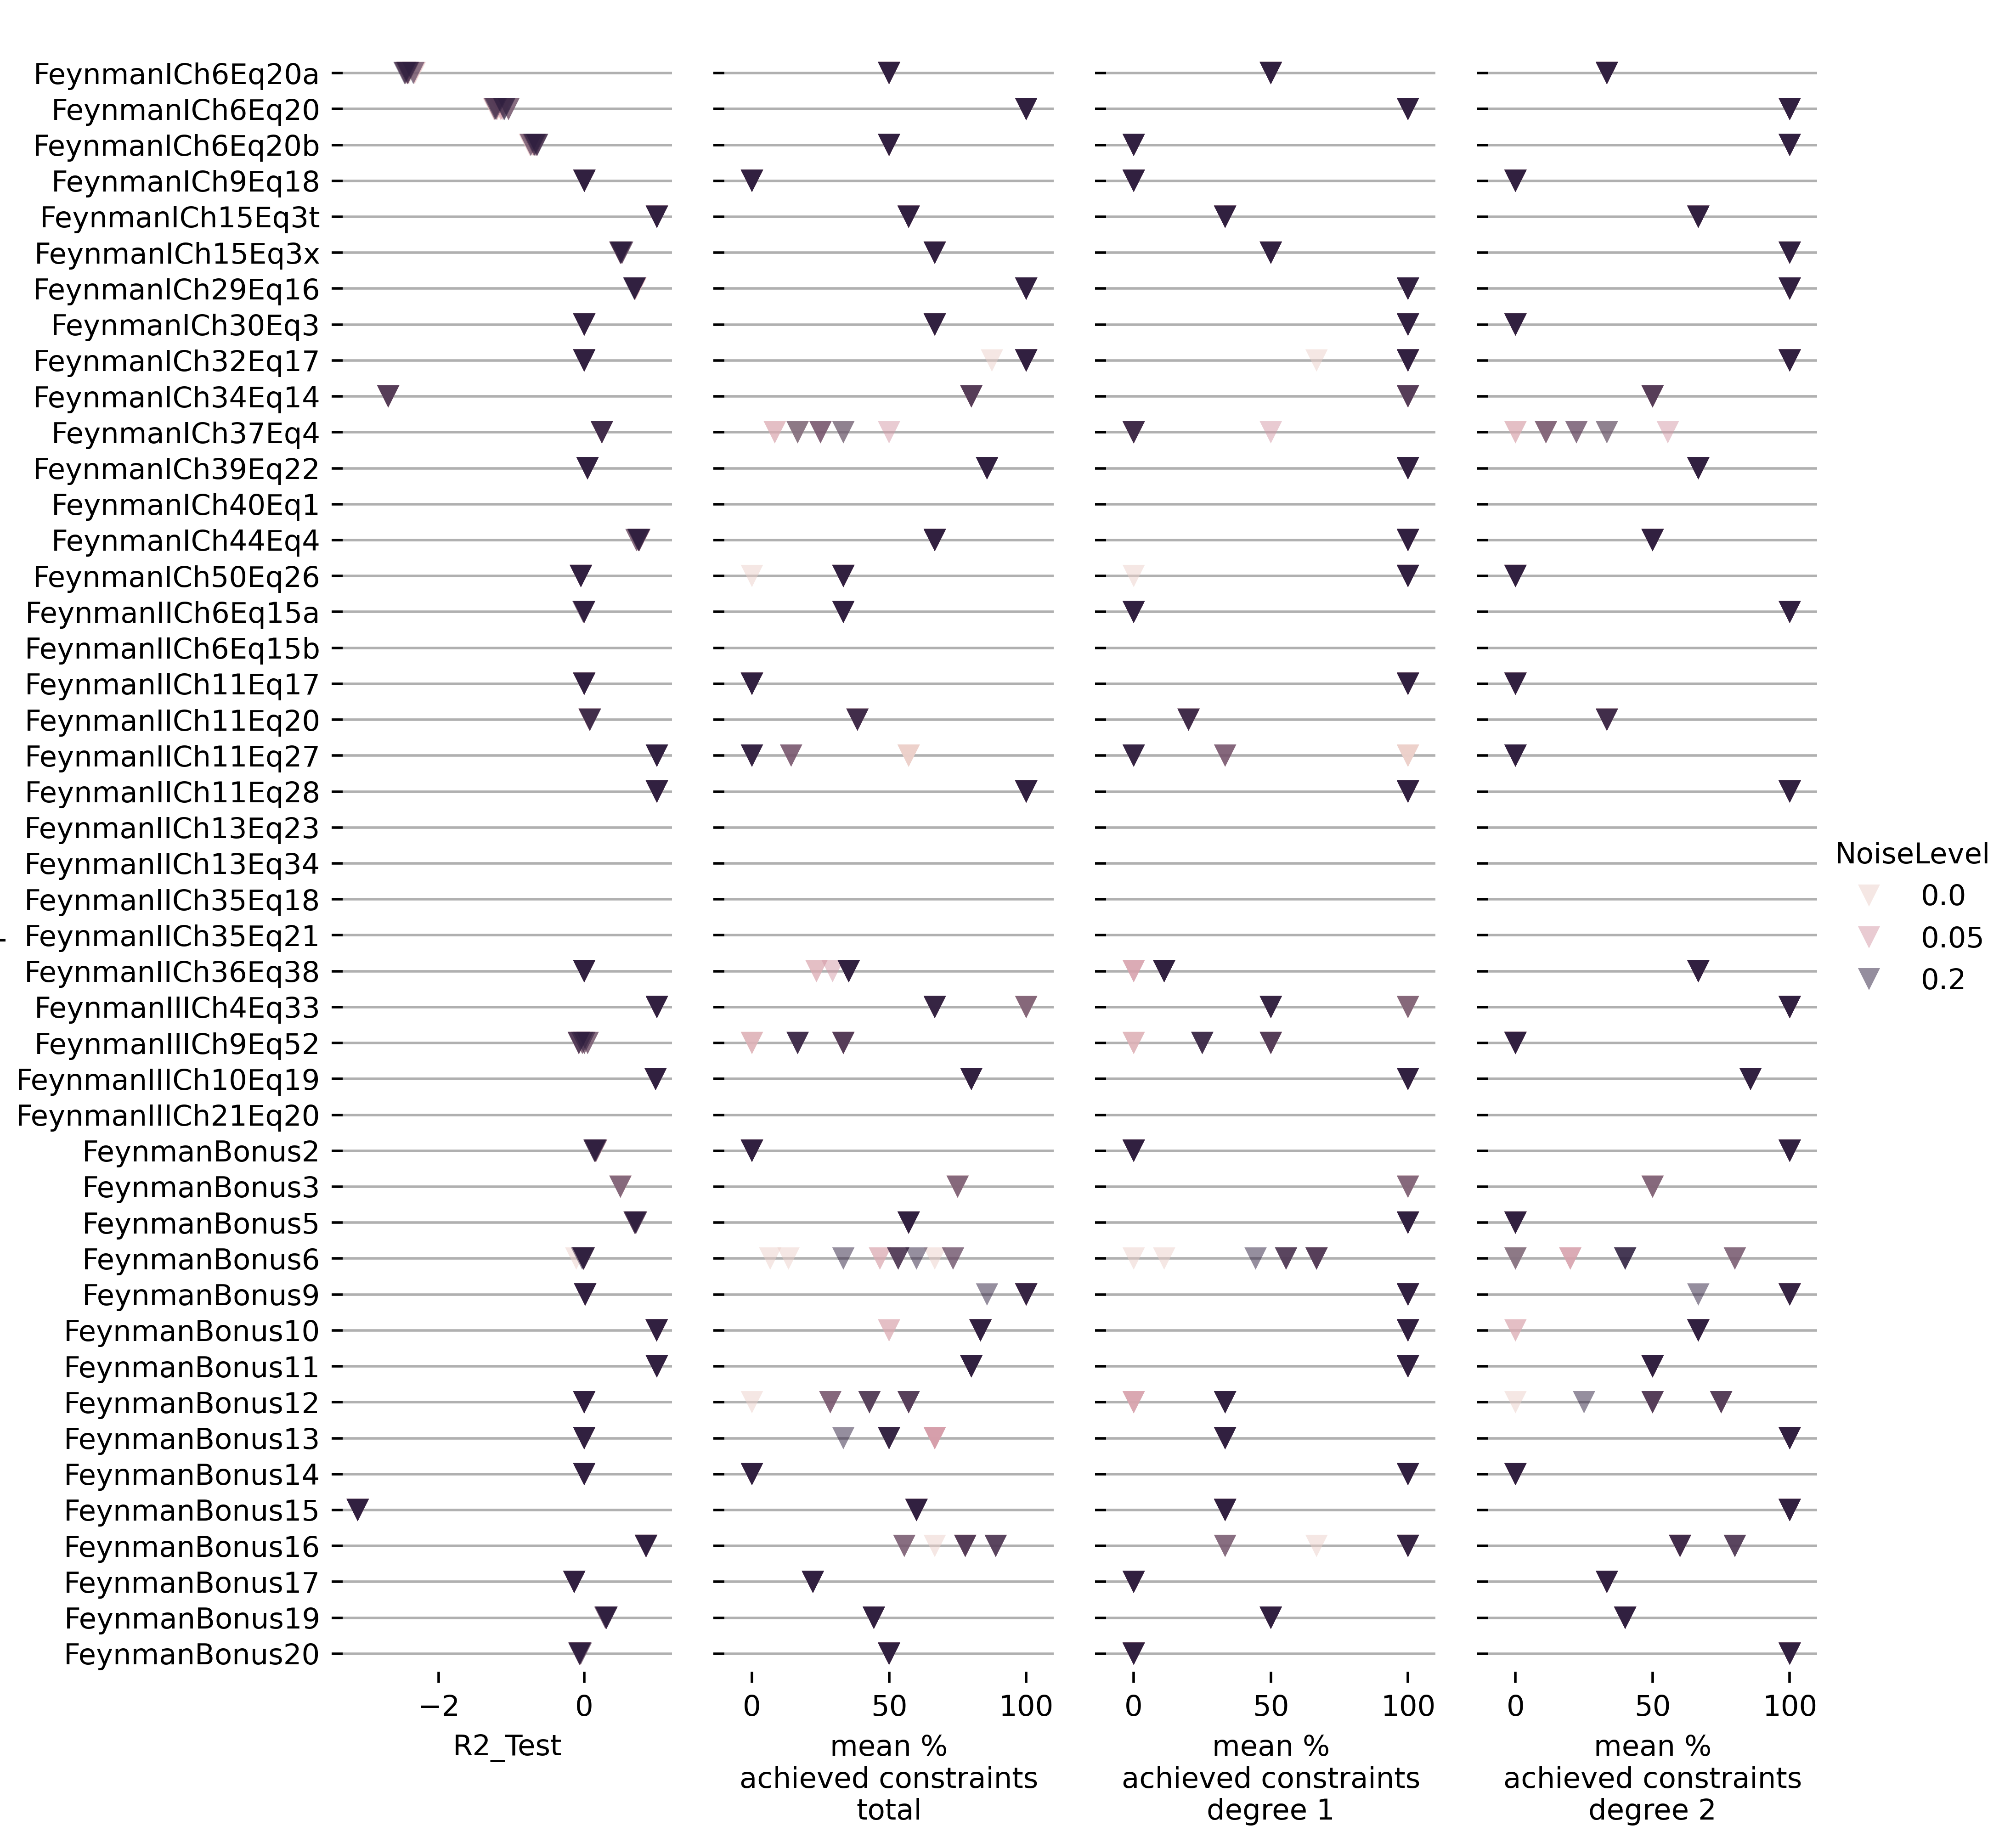 FeynmanICh6Eq20a
FeynmanICh6Eq20
FeynmanICh6Eq20b
FeynmanICh9Eq18
FeynmanICh15Eq3t
FeynmanICh15Eq3x
FeynmanICh29Eq16
FeynmanICh30Eq3
FeynmanICh32Eq17
FeynmanICh34Eq14
FeynmanICh37Eq4
FeynmanICh39Eq22
FeynmanICh40Eq1
FeynmanICh44Eq4
FeynmanICh50Eq26
FeynmanIICh6Eq15a
FeynmanIICh6Eq15b
FeynmanIICh11Eq17
FeynmanIICh11Eq20
FeynmanIICh11Eq27
FeynmanIICh11Eq28
FeynmanIICh13Eq23
FeynmanIICh13Eq34
FeynmanIICh35Eq18
FeynmanIICh35Eq21
FeynmanIICh36Eq38
FeynmanIIICh4Eq33
FeynmanIIICh9Eq52
FeynmanIIICh10Eq19
FeynmanIIICh21Eq20
FeynmanBonus2
FeynmanBonus3
FeynmanBonus5
FeynmanBonus6
FeynmanBonus9
FeynmanBonus10
FeynmanBonus11
FeynmanBonus12
FeynmanBonus13
FeynmanBonus14
FeynmanBonus15
FeynmanBonus16
FeynmanBonus17
FeynmanBonus19
FeynmanBonus20
−2 0
R2_Test
0 50 100
mean %
achieved constraints
total
0 50 100
mean %
achieved constraints
degree 1
0 50 100
mean %
achieved constraints
degree 2
NoiseLevel
0.0
0.05
0.2